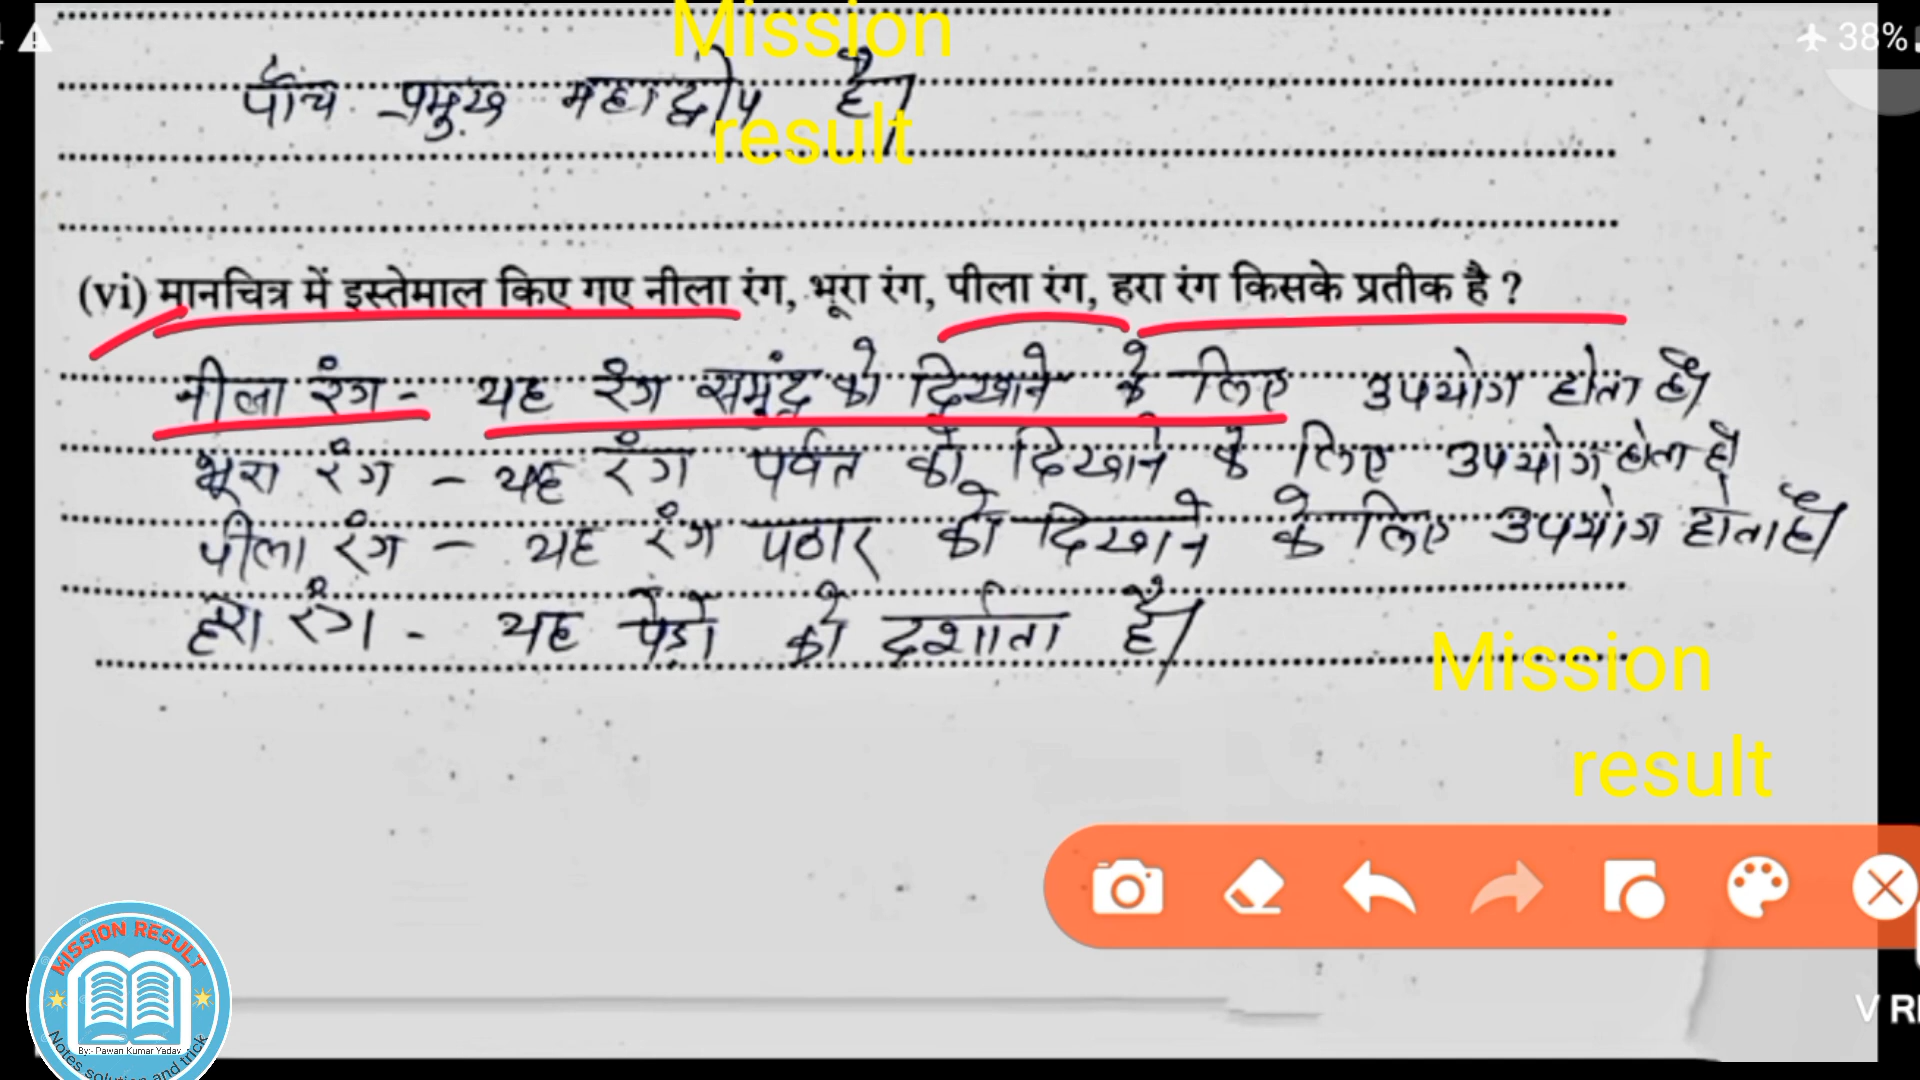 Mission
38%
पाँच प्रमुख महाद्वीप है।
result
(vi) मानचित्र में इस्तेमाल किए गए नीला रंग, भूरा रंग, पीला रंग, हरा रंग किसके प्रतीक है ?
नीला रंग - यह रंग समुंद्र को दिखाने के लिए उपयोग होता है।
भूरा रंग - यह रंग पर्वत को दिखाने के लिए उपयोग होता है
पीला रंग - यह रंग पठार को दिखाने के लिए उपयोग होता है।
हरा रंग - यह पेड़ो को दर्शाता है।
Mission
result
MISSION RESULT
By:- Pawan Kumar Yadav
Notes solution and trick